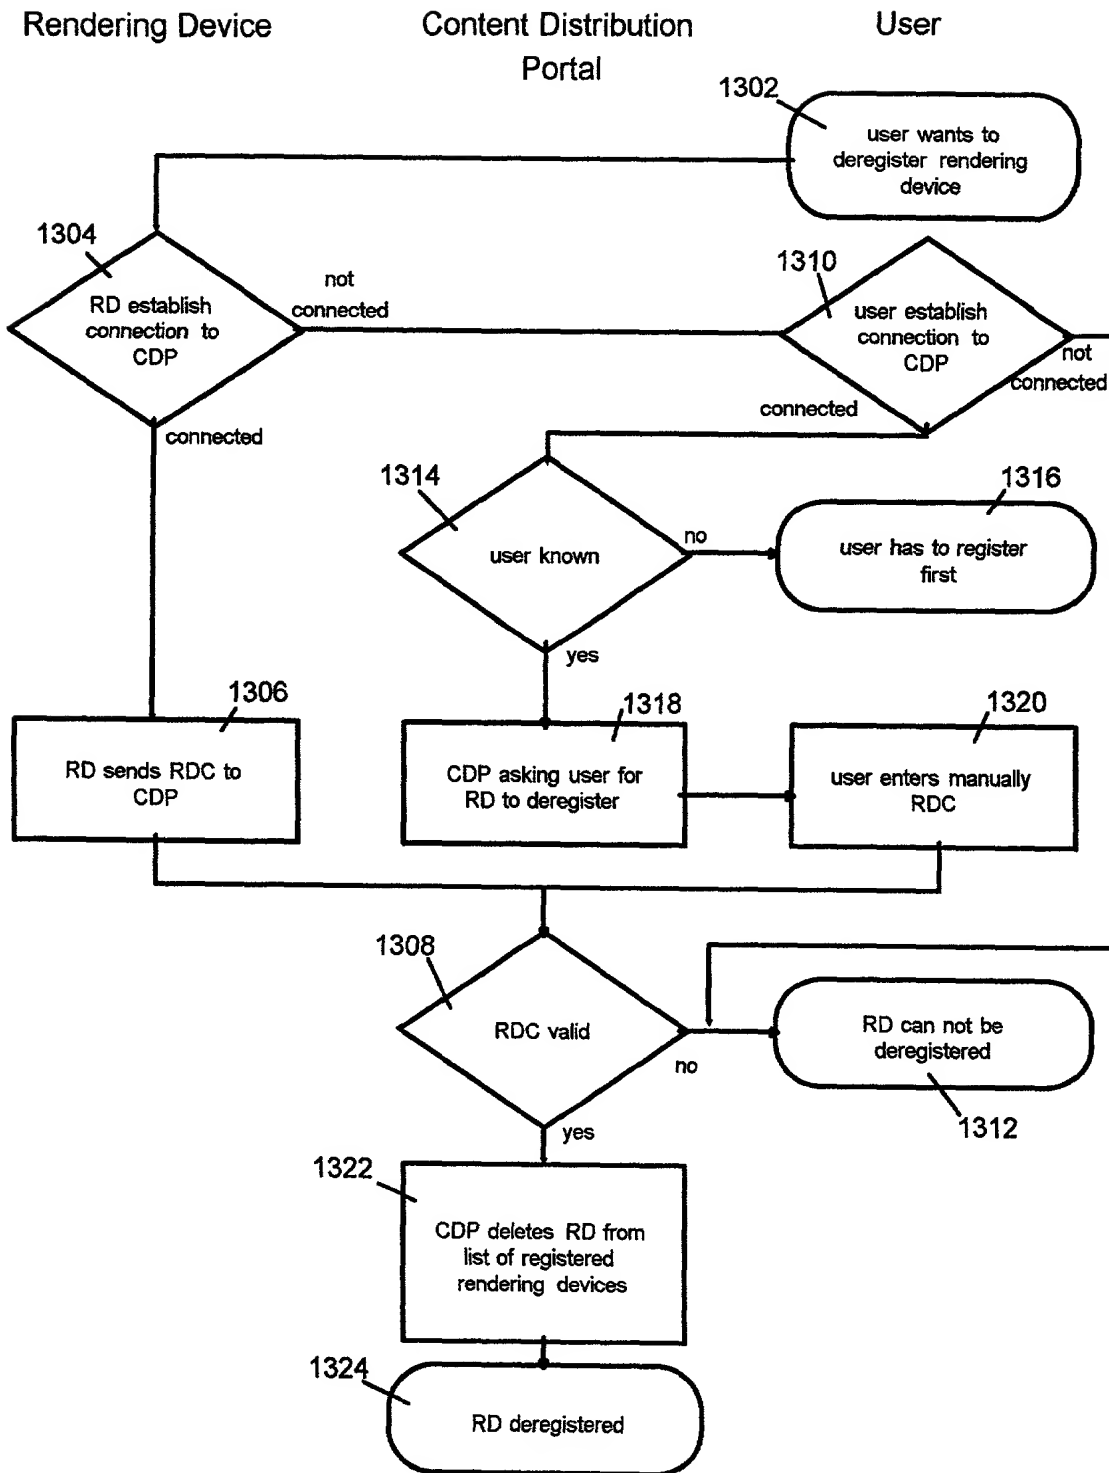 Rendering Device
Content Distribution
Portal
User
1302
user wants to
deregister rendering
device
1304
RD establish
connection to
CDP
not
connected
1310
user establish
connection to
CDP
not
connected
connected
connected
1314
user known
no
1316
user has to register
first
yes
1306
RD sends RDC to
CDP
1318
CDP asking user for
RD to deregister
1320
user enters manually
RDC
1308
RDC valid
no
RD can not be
deregistered
1312
yes
1322
CDP deletes RD from
list of registered
rendering devices
1324
RD deregistered